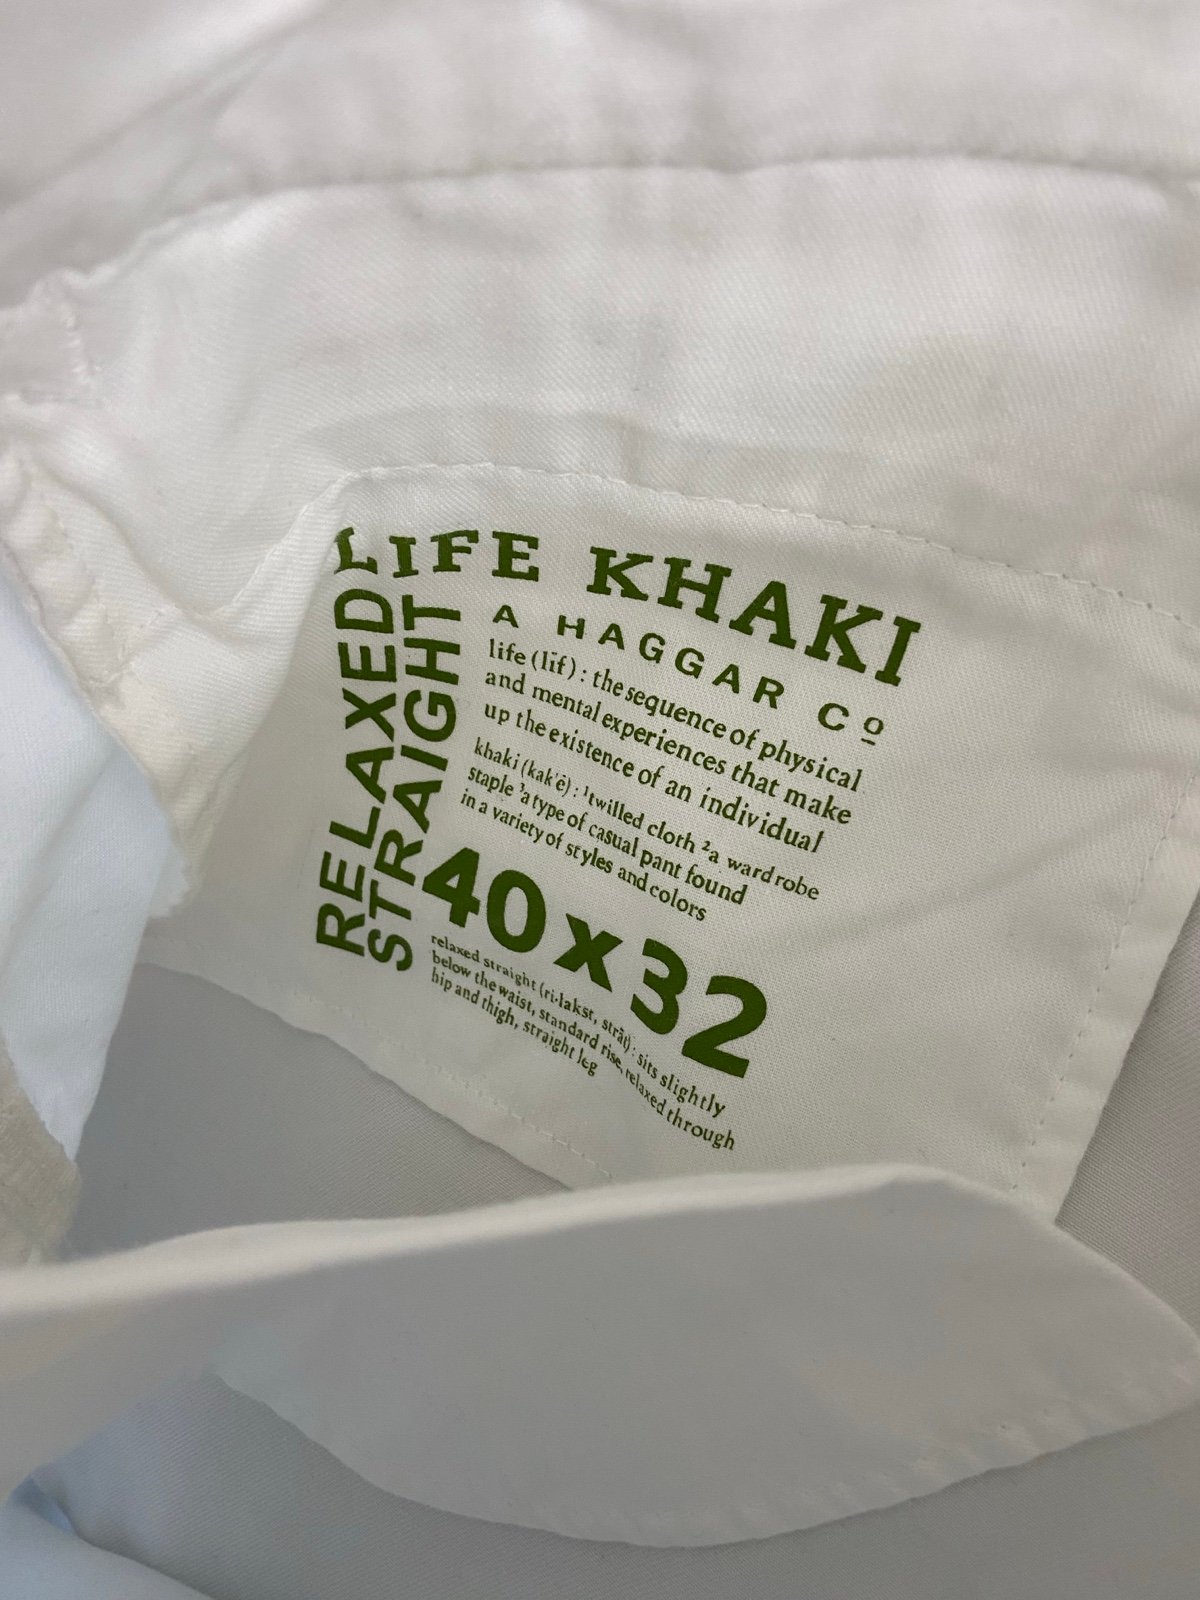 LIFE KHAKI
A HAGGAR Cº
life (līf) : the sequence of physical
and mental experiences that make
up the existence of an individual
khaki (kak'ē) : ¹twilled cloth ²a wardrobe
staple ³a type of casual pant found
in a variety of styles and colors
RELAXED
STRAIGHT
40x32
relaxed straight (ri·lakst, strāt) : sits slightly
below the waist, standard rise, relaxed through
hip and thigh, straight leg